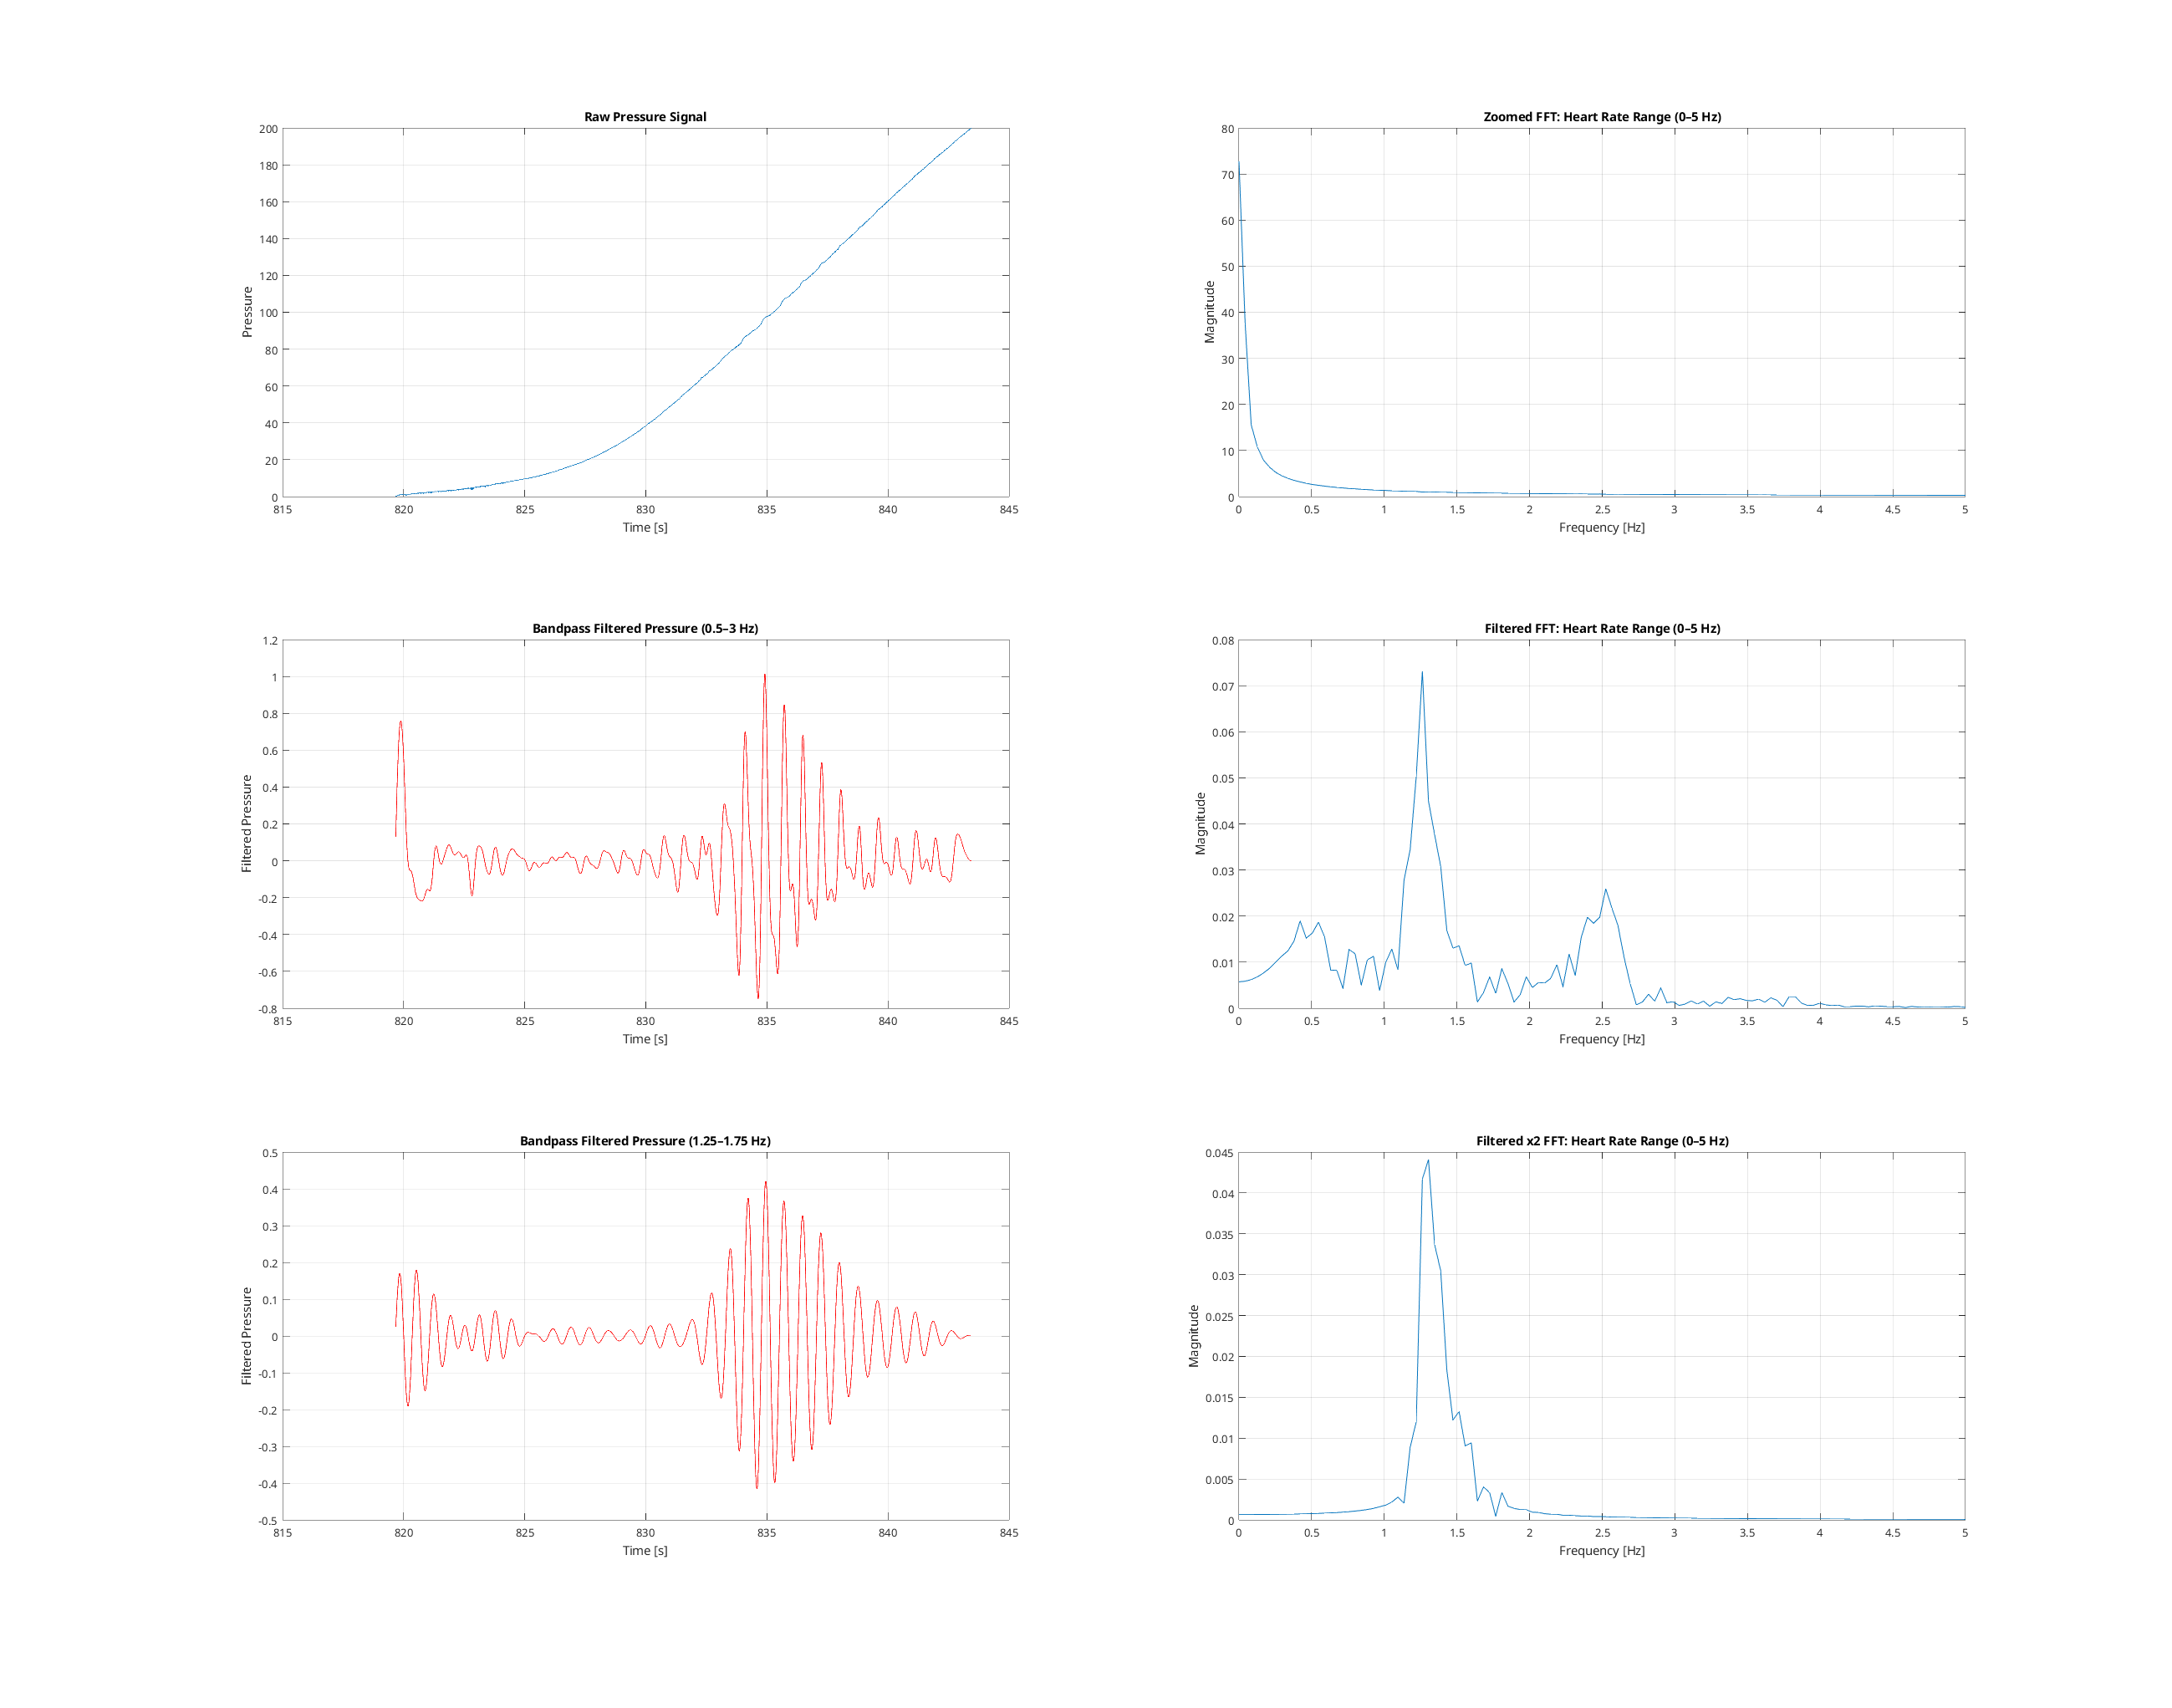 Raw Pressure Signal
200
180
160
140
120
100
80
60
40
20
0
Pressure
815 820 825 830 835 840 845
Time [s]
Zoomed FFT: Heart Rate Range (0–5 Hz)
80
70
60
50
40
30
20
10
0
Magnitude
0 0.5 1 1.5 2 2.5 3 3.5 4 4.5 5
Frequency [Hz]
Bandpass Filtered Pressure (0.5–3 Hz)
1.2
1
0.8
0.6
0.4
0.2
0
-0.2
-0.4
-0.6
-0.8
Filtered Pressure
815 820 825 830 835 840 845
Time [s]
Filtered FFT: Heart Rate Range (0–5 Hz)
0.08
0.07
0.06
0.05
0.04
0.03
0.02
0.01
0
Magnitude
0 0.5 1 1.5 2 2.5 3 3.5 4 4.5 5
Frequency [Hz]
Bandpass Filtered Pressure (1.25–1.75 Hz)
0.5
0.4
0.3
0.2
0.1
0
-0.1
-0.2
-0.3
-0.4
-0.5
Filtered Pressure
815 820 825 830 835 840 845
Time [s]
Filtered x2 FFT: Heart Rate Range (0–5 Hz)
0.045
0.04
0.035
0.03
0.025
0.02
0.015
0.01
0.005
0
Magnitude
0 0.5 1 1.5 2 2.5 3 3.5 4 4.5 5
Frequency [Hz]